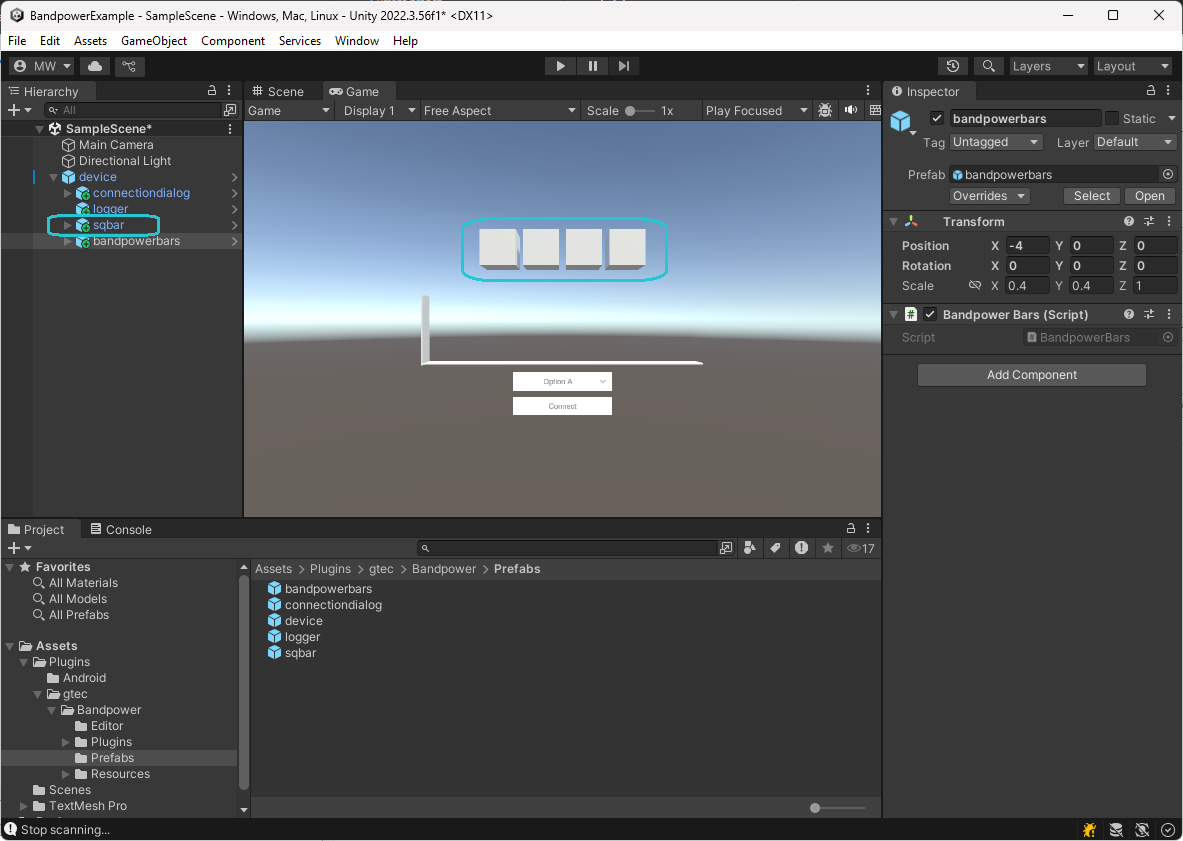 BandpowerExample - SampleScene - Windows, Mac, Linux - Unity 2022.3.56f1* <DX11>
File Edit Assets GameObject Component Services Window Help
MW Layers Layout
Hierarchy
All
SampleScene*
Main Camera
Directional Light
device
connectiondialog
logger
sqbar
bandpowerbars
Scene Game
Game Display 1 Free Aspect Scale 1x Play Focused
Option A
Connect
Inspector
bandpowerbars Static
Tag Untagged Layer Default
Prefab bandpowerbars
Overrides Select Open
Transform
Position X -4 Y 0 Z 0
Rotation X 0 Y 0 Z 0
Scale X 0.4 Y 0.4 Z 1
# Bandpower Bars (Script)
Script BandpowerBars
Add Component
Project Console
17
Favorites
All Materials
All Models
All Prefabs
Assets
Plugins
Android
gtec
Bandpower
Editor
Plugins
Prefabs
Resources
Scenes
TextMesh Pro
Assets > Plugins > gtec > Bandpower > Prefabs
bandpowerbars
connectiondialog
device
logger
sqbar
Stop scanning...